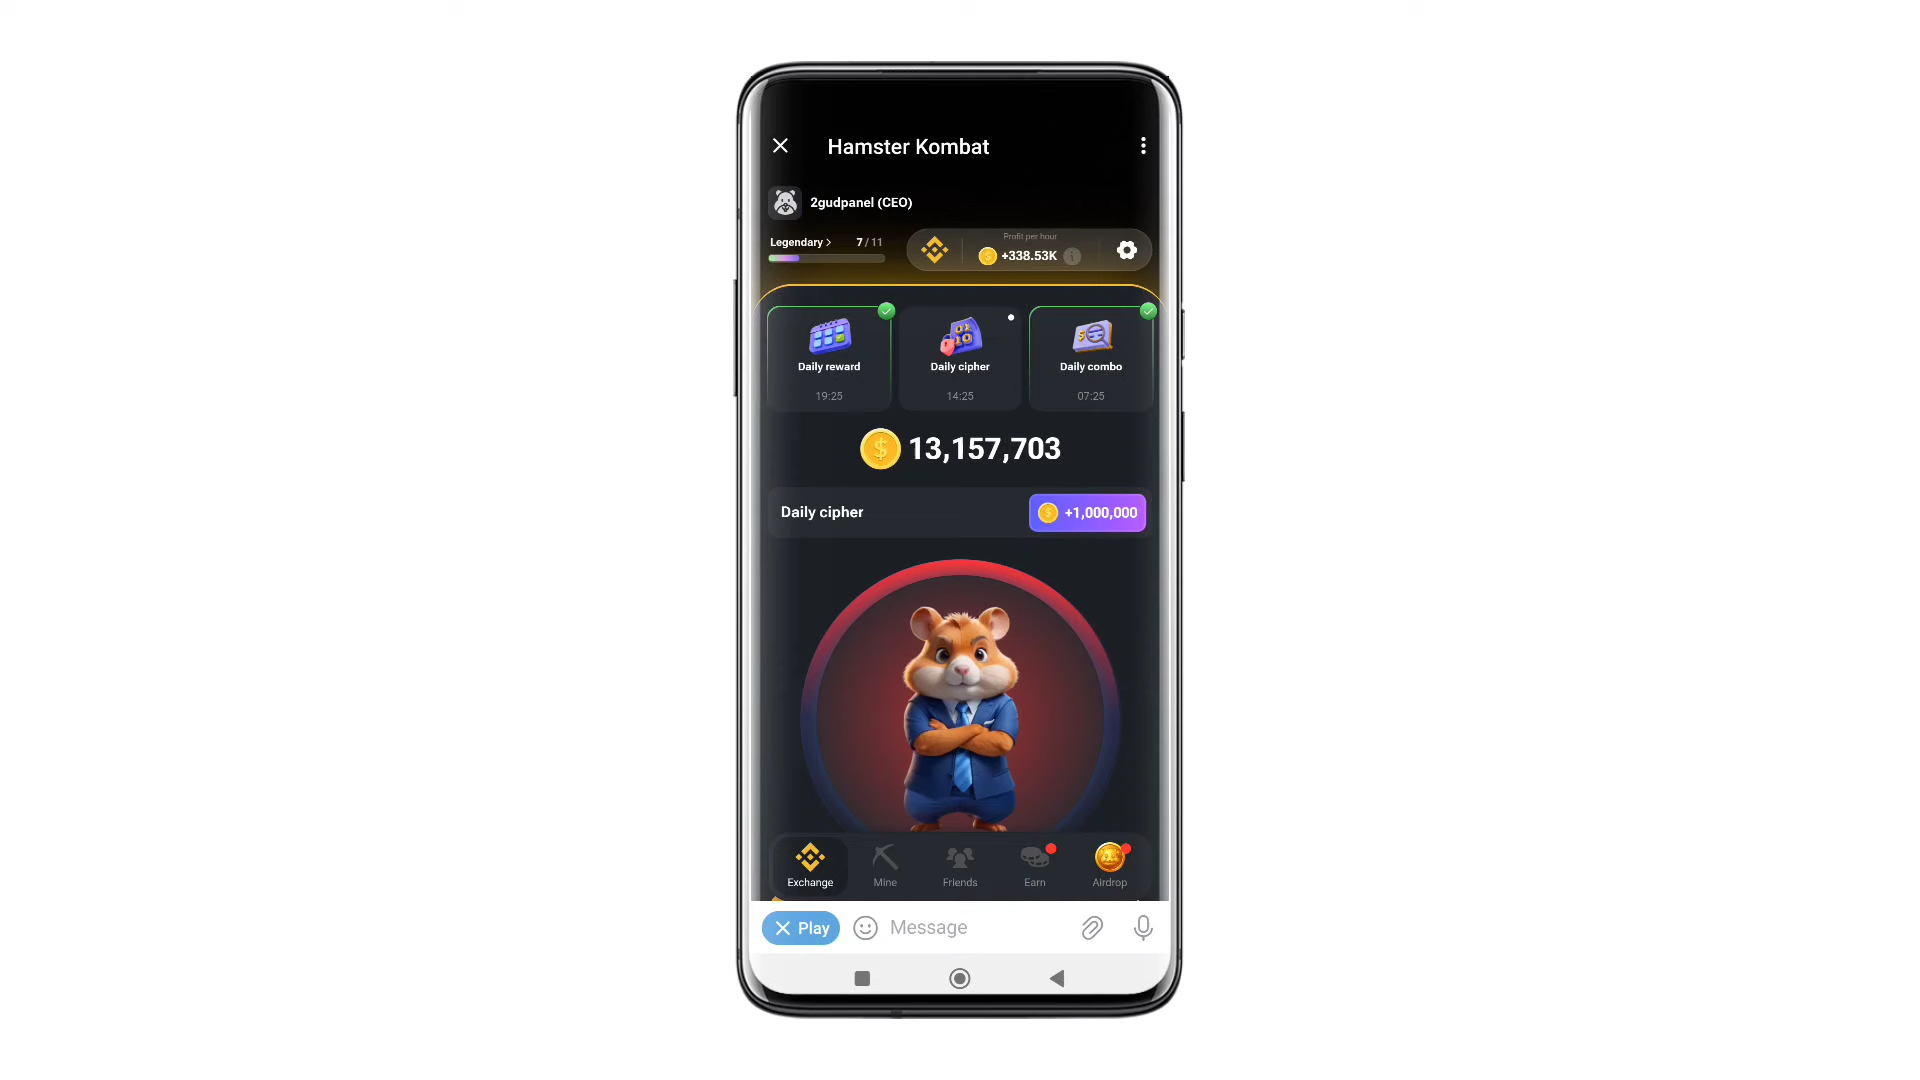 Hamster Kombat
2gudpanel (CEO)
Legendary > 7 / 11
Profit per hour
+338.53K
Daily reward
19:25
Daily cipher
14:25
Daily combo
07:25
13,157,703
Daily cipher
+1,000,000
Exchange
Mine
Friends
Earn
Airdrop
Play
Message